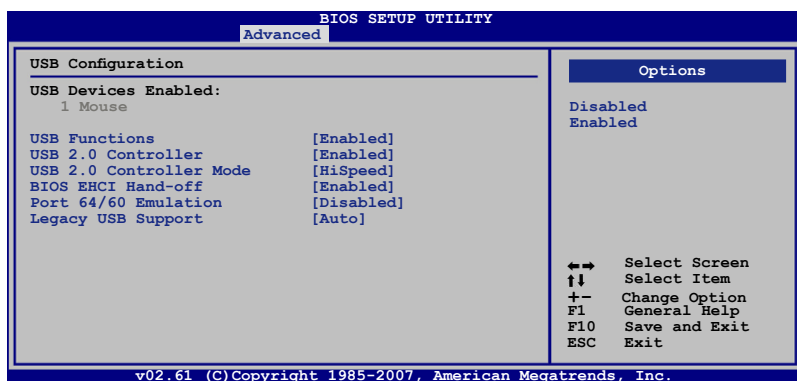 BIOS SETUP UTILITY
Advanced
USB Configuration
USB Devices Enabled:
1 Mouse
USB Functions [Enabled]
USB 2.0 Controller [Enabled]
USB 2.0 Controller Mode [HiSpeed]
BIOS EHCI Hand-off [Enabled]
Port 64/60 Emulation [Disabled]
Legacy USB Support [Auto]
Options
Disabled
Enabled
←→ Select Screen
↑↓ Select Item
+- Change Option
F1 General Help
F10 Save and Exit
ESC Exit
v02.61 (C)Copyright 1985-2007, American Megatrends, Inc.